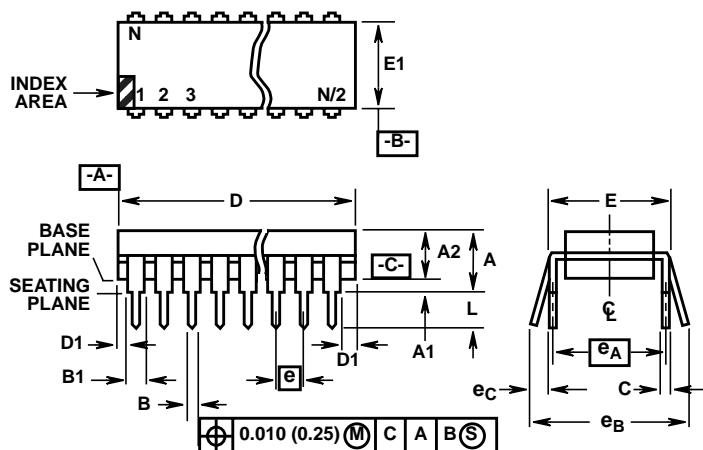 N
E1
INDEX
AREA
1 2 3 N/2
-B-
-A-
D
E
BASE
PLANE
A2
A
-C-
SEATING
PLANE
L
C
L
D1
A1
D1
e
eA
B1
eC
C
B
eB
0.010 (0.25) M C A B S